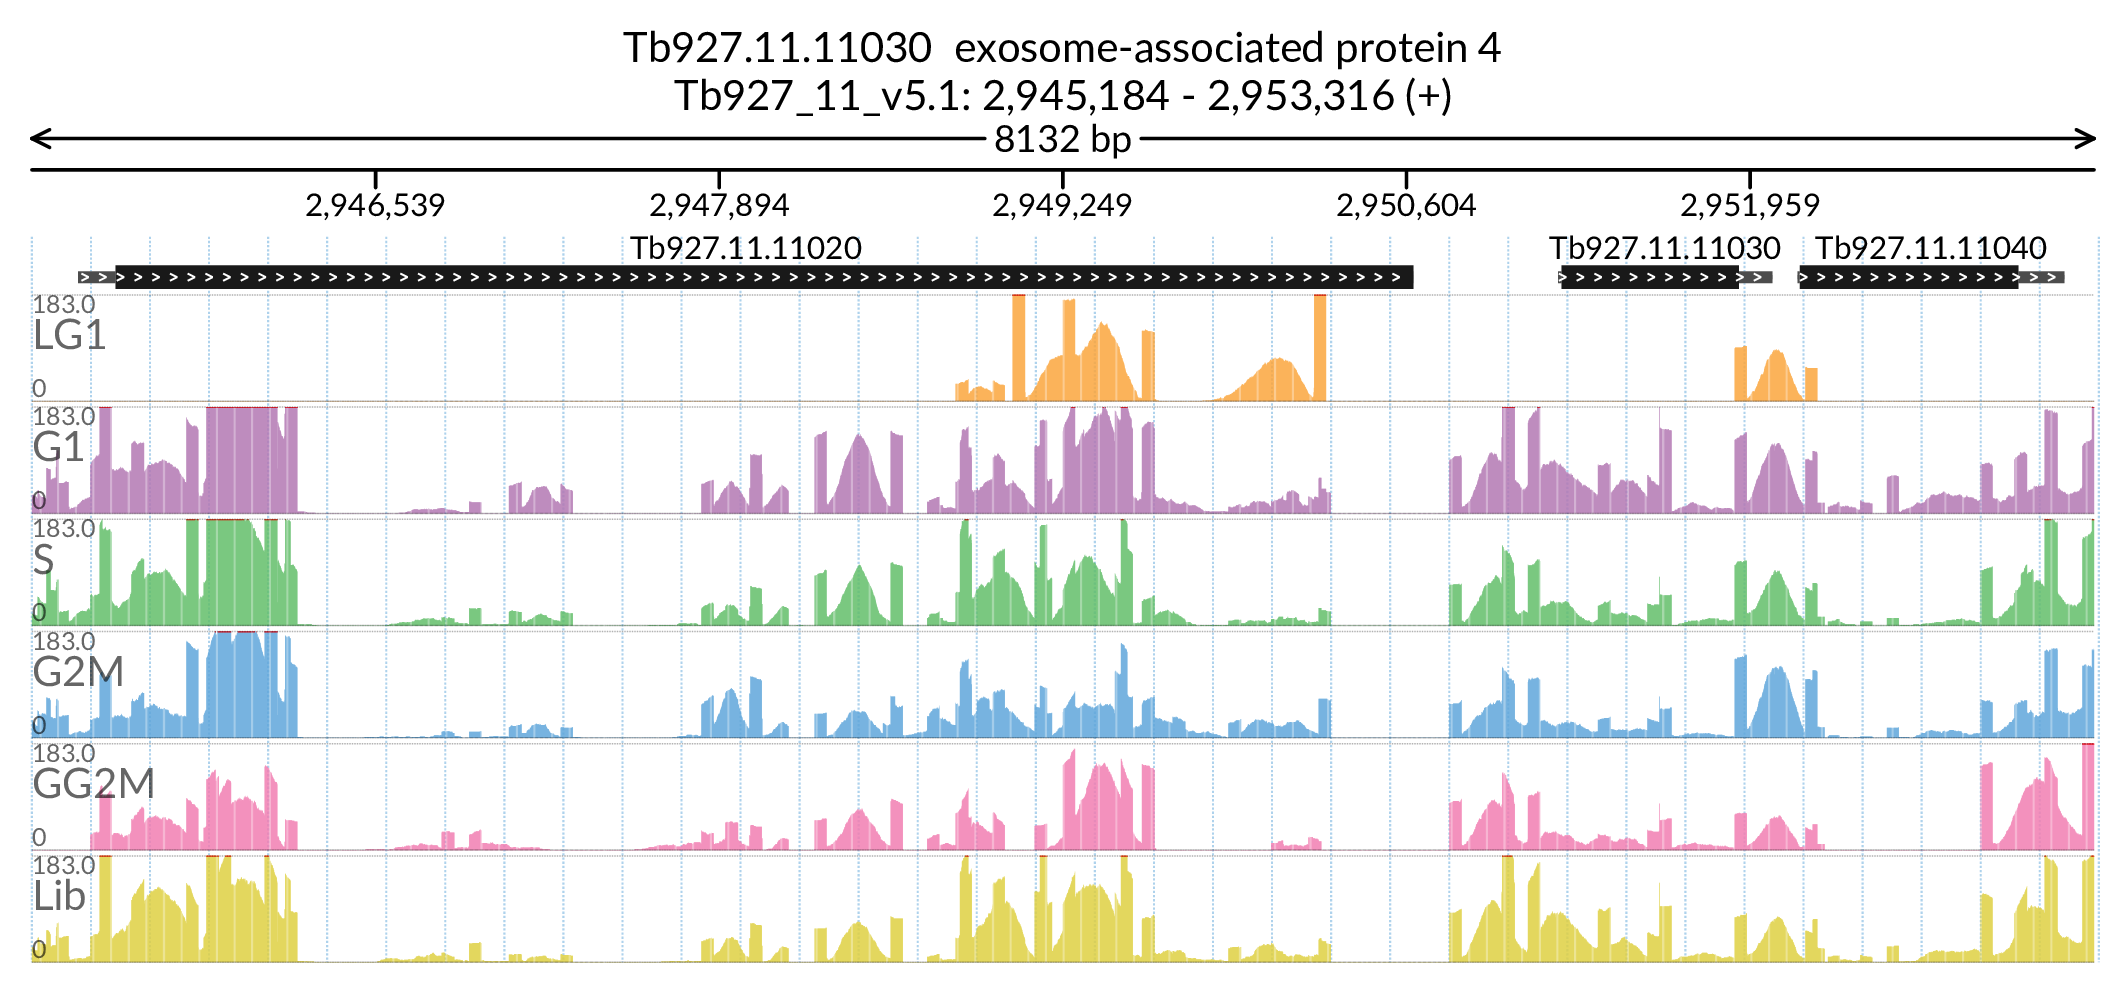 Tb927.11.11030 exosome-associated protein 4
Tb927_11_v5.1: 2,945,184 - 2,953,316 (+)
8132 bp
2,946,539 2,947,894 2,949,249 2,950,604 2,951,959
Tb927.11.11020 Tb927.11.11030 Tb927.11.11040
183.0
LG1
0
183.0
G1
0
183.0
S
0
183.0
G2M
0
183.0
GG2M
0
183.0
Lib
0